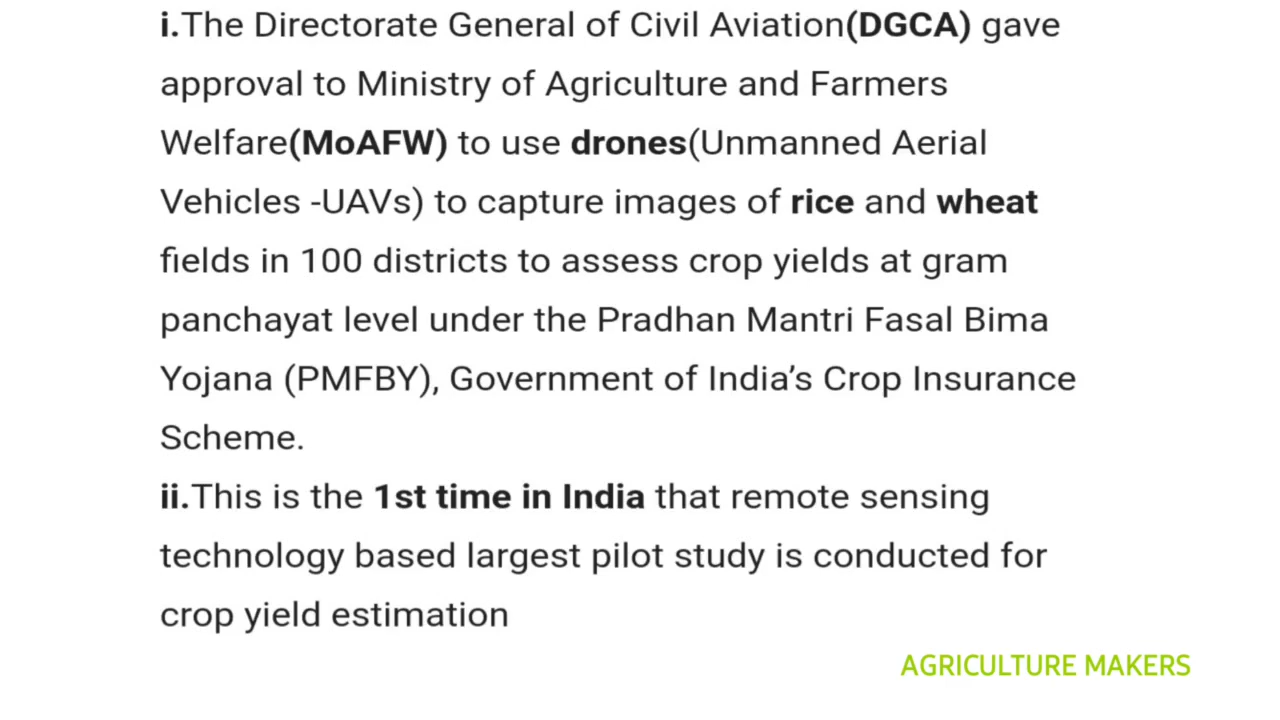 i.The Directorate General of Civil Aviation(DGCA) gave
approval to Ministry of Agriculture and Farmers
Welfare(MoAFW) to use drones(Unmanned Aerial
Vehicles -UAVs) to capture images of rice and wheat
fields in 100 districts to assess crop yields at gram
panchayat level under the Pradhan Mantri Fasal Bima
Yojana (PMFBY), Government of India’s Crop Insurance
Scheme.
ii.This is the 1st time in India that remote sensing
technology based largest pilot study is conducted for
crop yield estimation
AGRICULTURE MAKERS